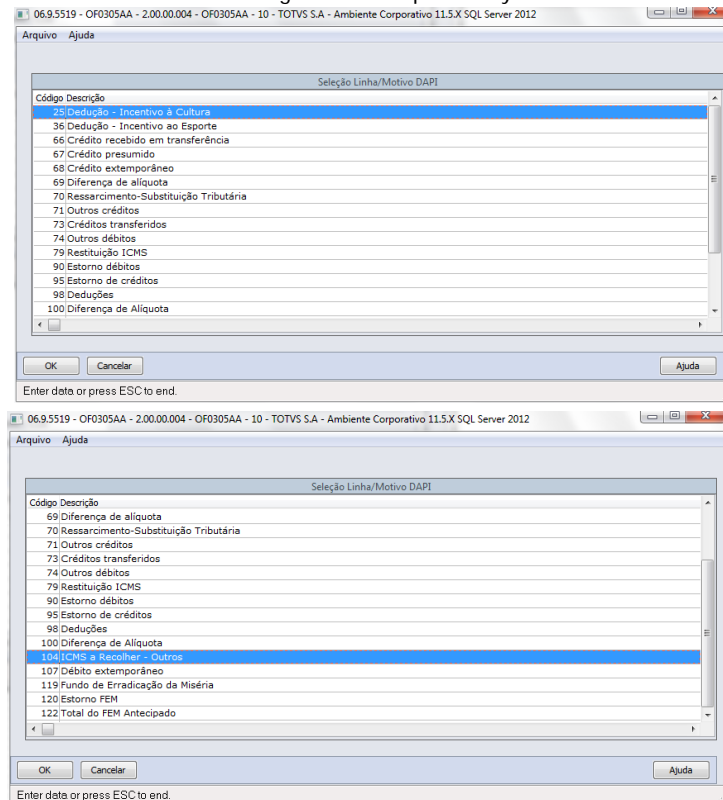 06.9.5519 - OF0305AA - 2.00.00.004 - OF0305AA - 10 - TOTVS S.A - Ambiente Corporativo 11.5.X SQL Server 2012
Arquivo Ajuda
Seleção Linha/Motivo DAPI
Código Descrição
25 Dedução - Incentivo à Cultura
36 Dedução - Incentivo ao Esporte
66 Crédito recebido em transferência
67 Crédito presumido
68 Crédito extemporâneo
69 Diferença de alíquota
70 Ressarcimento-Substituição Tributária
71 Outros créditos
73 Créditos transferidos
74 Outros débitos
79 Restituição ICMS
90 Estorno débitos
95 Estorno de créditos
98 Deduções
100 Diferença de Alíquota
OK Cancelar Ajuda
Enter data or press ESC to end.
06.9.5519 - OF0305AA - 2.00.00.004 - OF0305AA - 10 - TOTVS S.A - Ambiente Corporativo 11.5.X SQL Server 2012
Arquivo Ajuda
Seleção Linha/Motivo DAPI
Código Descrição
69 Diferença de alíquota
70 Ressarcimento-Substituição Tributária
71 Outros créditos
73 Créditos transferidos
74 Outros débitos
79 Restituição ICMS
90 Estorno débitos
95 Estorno de créditos
98 Deduções
100 Diferença de Alíquota
104 ICMS a Recolher - Outros
107 Débito extemporâneo
119 Fundo de Erradicação da Miséria
120 Estorno FEM
122 Total do FEM Antecipado
OK Cancelar Ajuda
Enter data or press ESC to end.